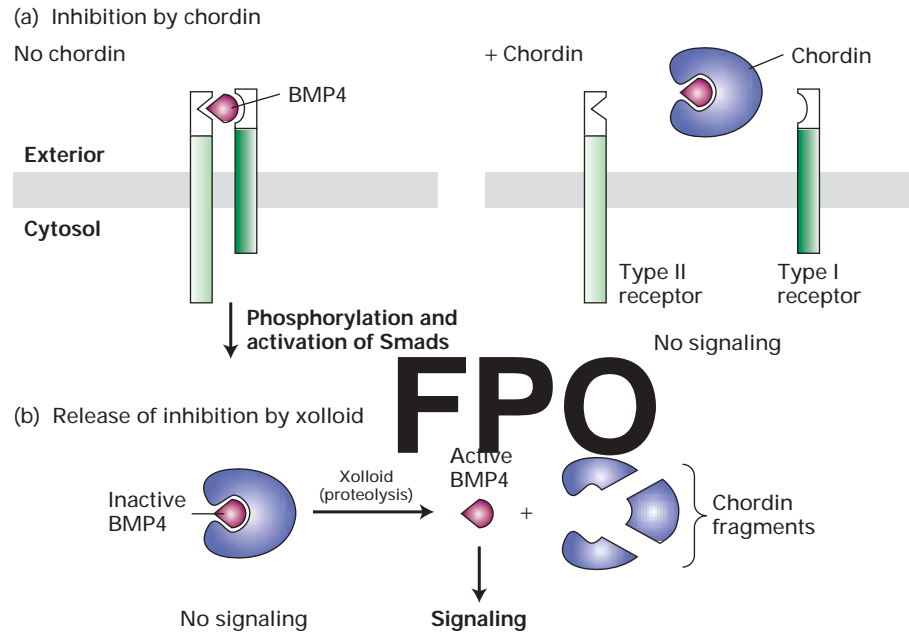 (a) Inhibition by chordin
No chordin
+ Chordin
Chordin
BMP4
Exterior
Cytosol
Type II
receptor
Type I
receptor
Phosphorylation and
activation of Smads
No signaling
FPO
(b) Release of inhibition by xolloid
Inactive
BMP4
Xolloid
(proteolysis)
Active
BMP4
+
Chordin
fragments
No signaling
Signaling